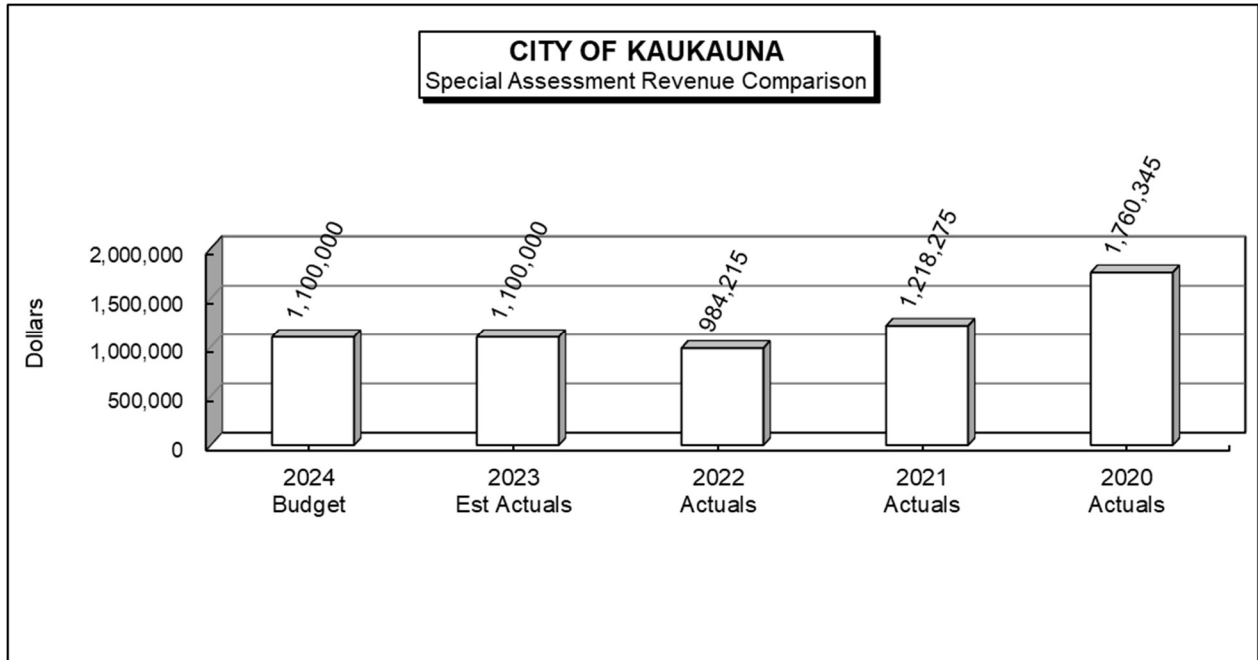 CITY OF KAUKAUNA
Special Assessment Revenue Comparison
Dollars
2,000,000
1,500,000
1,000,000
500,000
0
1,100,000
1,100,000
984,215
1,218,275
1,760,345
2024
Budget
2023
Est Actuals
2022
Actuals
2021
Actuals
2020
Actuals